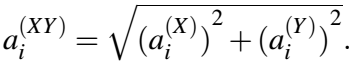 $a_i^{(XY)} = \sqrt{(a_i^{(X)})^2 + (a_i^{(Y)})^2}.$